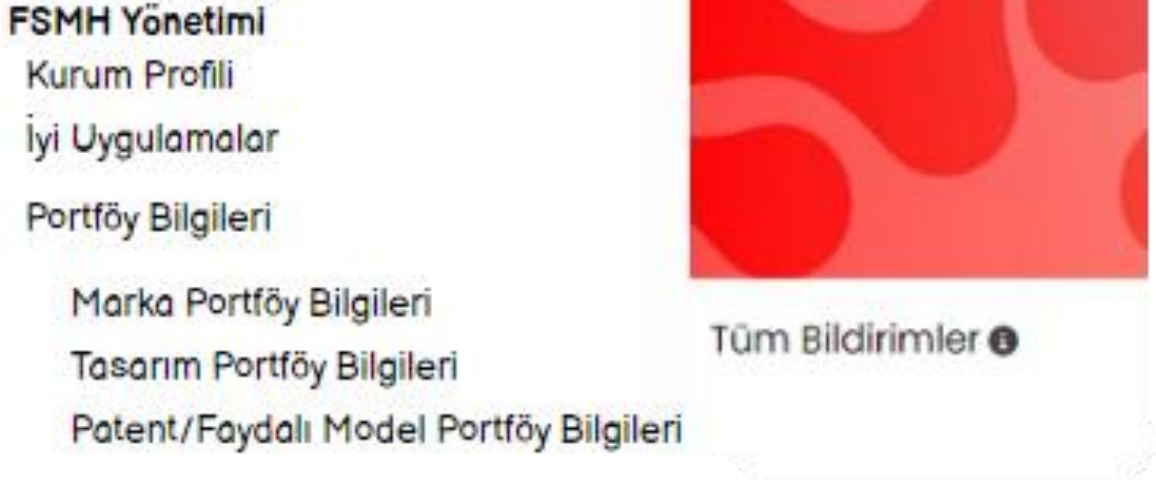 FSMH Yönetimi
Kurum Profili
İyi Uygulamalar
Portföy Bilgileri
Marka Portföy Bilgileri
Tasarım Portföy Bilgileri
Patent/Faydalı Model Portföy Bilgileri
Tüm Bildirimler